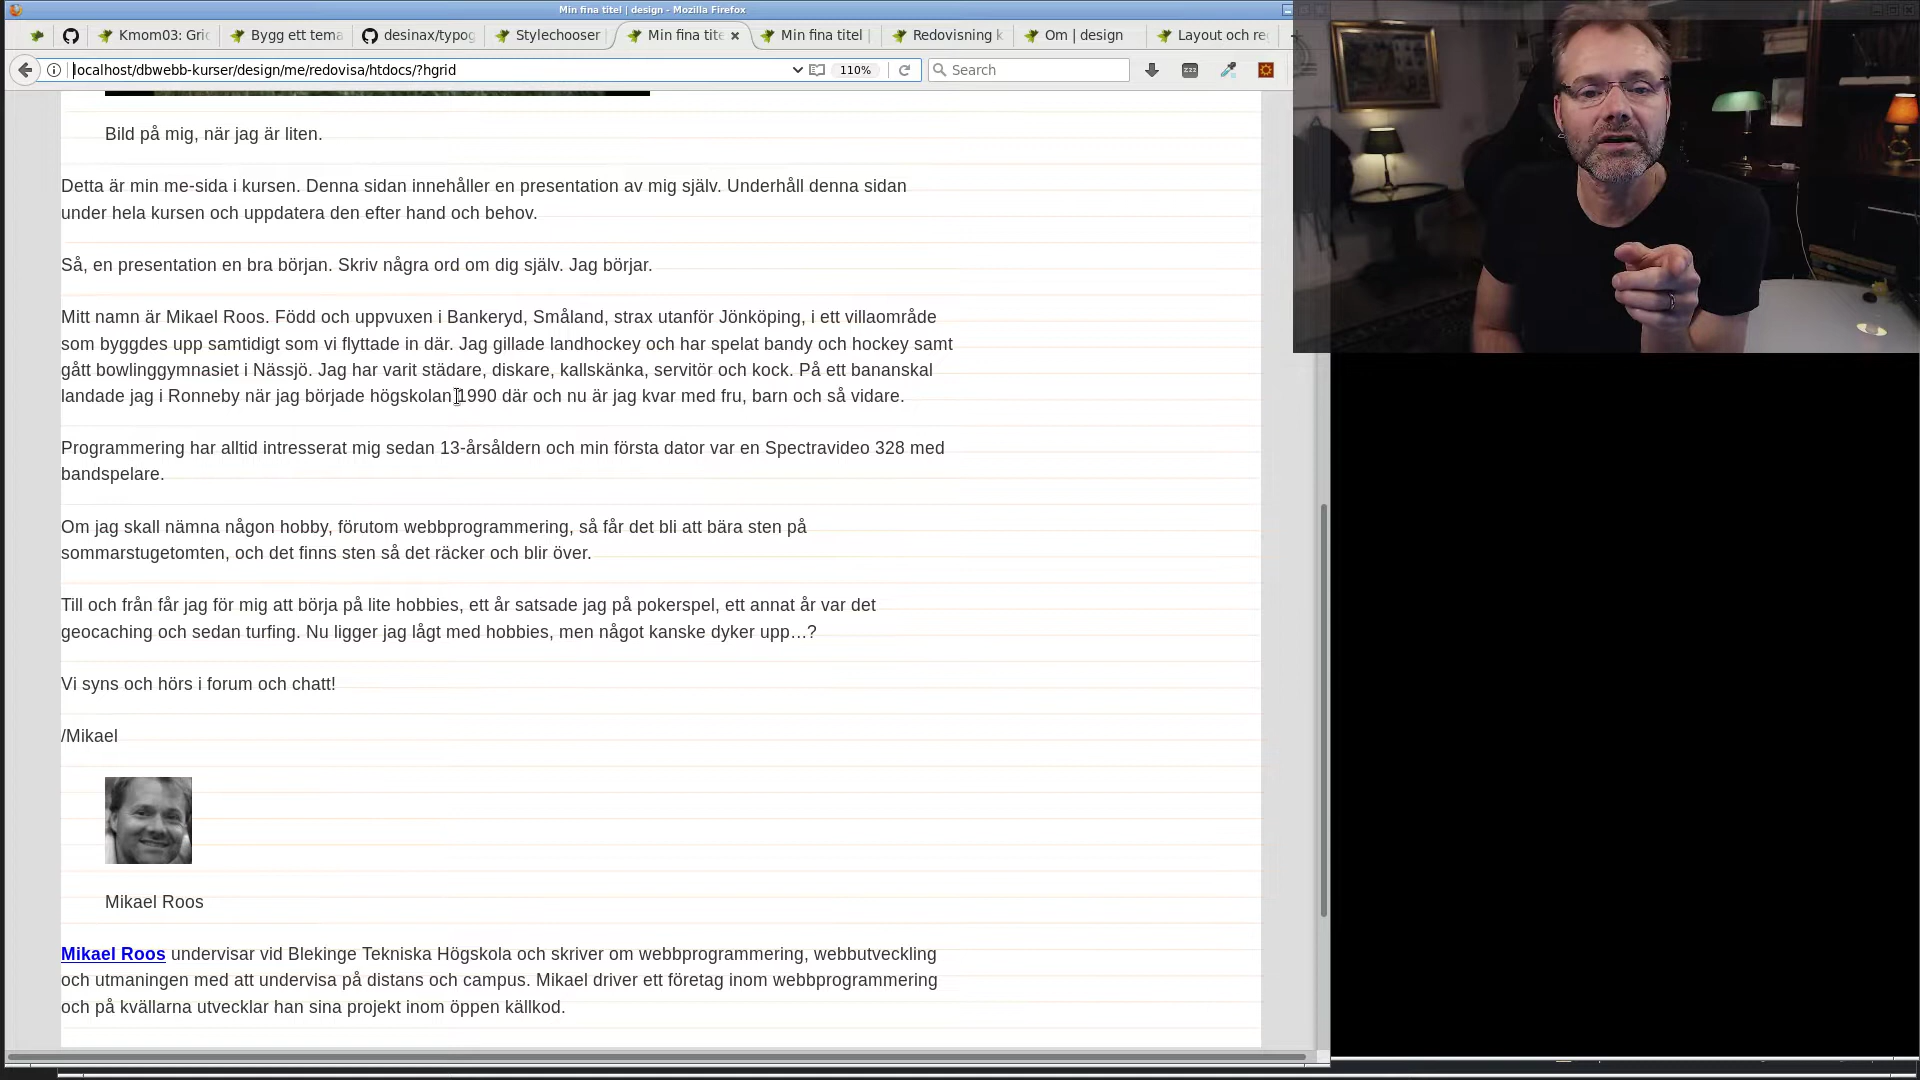 Min fina titel | design - Mozilla Firefox
Kmom03: Gric
Bygg ett tema
desinax/typog
Stylechooser
Min fina tite
Min fina titel |
Redovisning k
Om | design
Layout och re
localhost/dbwebb-kurser/design/me/redovisa/htdocs/?hgrid
110%
Search
Bild på mig, när jag är liten.
Detta är min me-sida i kursen. Denna sidan innehåller en presentation av mig själv. Underhåll denna sidan
under hela kursen och uppdatera den efter hand och behov.
Så, en presentation en bra början. Skriv några ord om dig själv. Jag börjar.
Mitt namn är Mikael Roos. Född och uppvuxen i Bankeryd, Småland, strax utanför Jönköping, i ett villaområde
som byggdes upp samtidigt som vi flyttade in där. Jag gillade landhockey och har spelat bandy och hockey samt
gått bowlinggymnasiet i Nässjö. Jag har varit städare, diskare, kallskänka, servitör och kock. På ett bananskal
landade jag i Ronneby när jag började högskolan 1990 där och nu är jag kvar med fru, barn och så vidare.
Programmering har alltid intresserat mig sedan 13-årsåldern och min första dator var en Spectravideo 328 med
bandspelare.
Om jag skall nämna någon hobby, förutom webbprogrammering, så får det bli att bära sten på
sommarstugetomten, och det finns sten så det räcker och blir över.
Till och från får jag för mig att börja på lite hobbies, ett år satsade jag på pokerspel, ett annat år var det
geocaching och sedan turfing. Nu ligger jag lågt med hobbies, men något kanske dyker upp…?
Vi syns och hörs i forum och chatt!
/Mikael
Mikael Roos
Mikael Roos undervisar vid Blekinge Tekniska Högskola och skriver om webbprogrammering, webbutveckling
och utmaningen med att undervisa på distans och campus. Mikael driver ett företag inom webbprogrammering
och på kvällarna utvecklar han sina projekt inom öppen källkod.